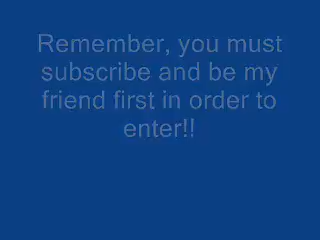 Remember, you must
subscribe and be my
friend first in order to
enter!!